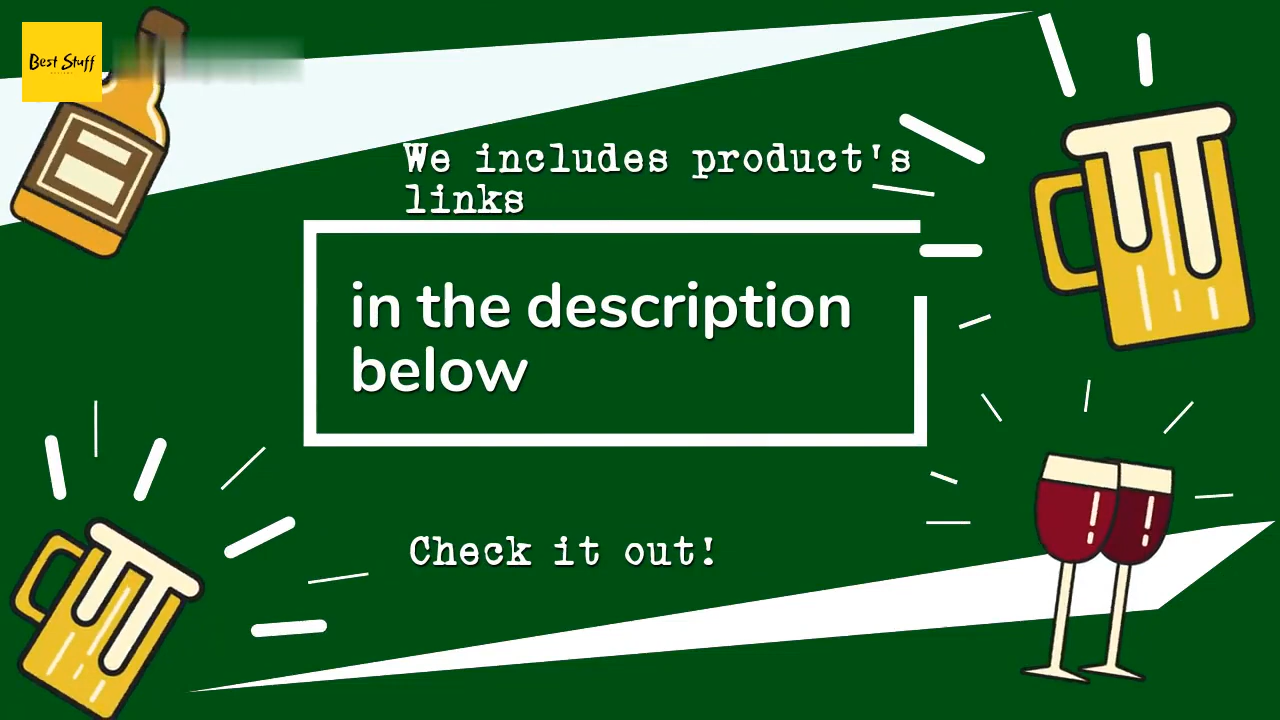 Best Stuff
We includes product's
links
in the description
below
Check it out!